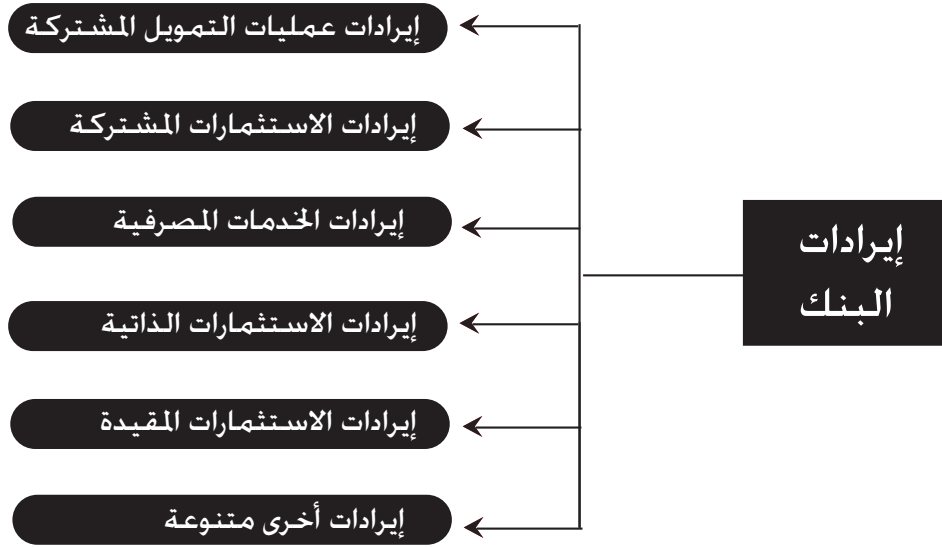 إيرادات
البنك
إيرادات عمليات التمويل المشتركة
إيرادات الاستثمارات المشتركة
إيرادات الخدمات المصرفية
إيرادات الاستثمارات الذاتية
إيرادات الاستثمارات المقيدة
إيرادات أخرى متنوعة